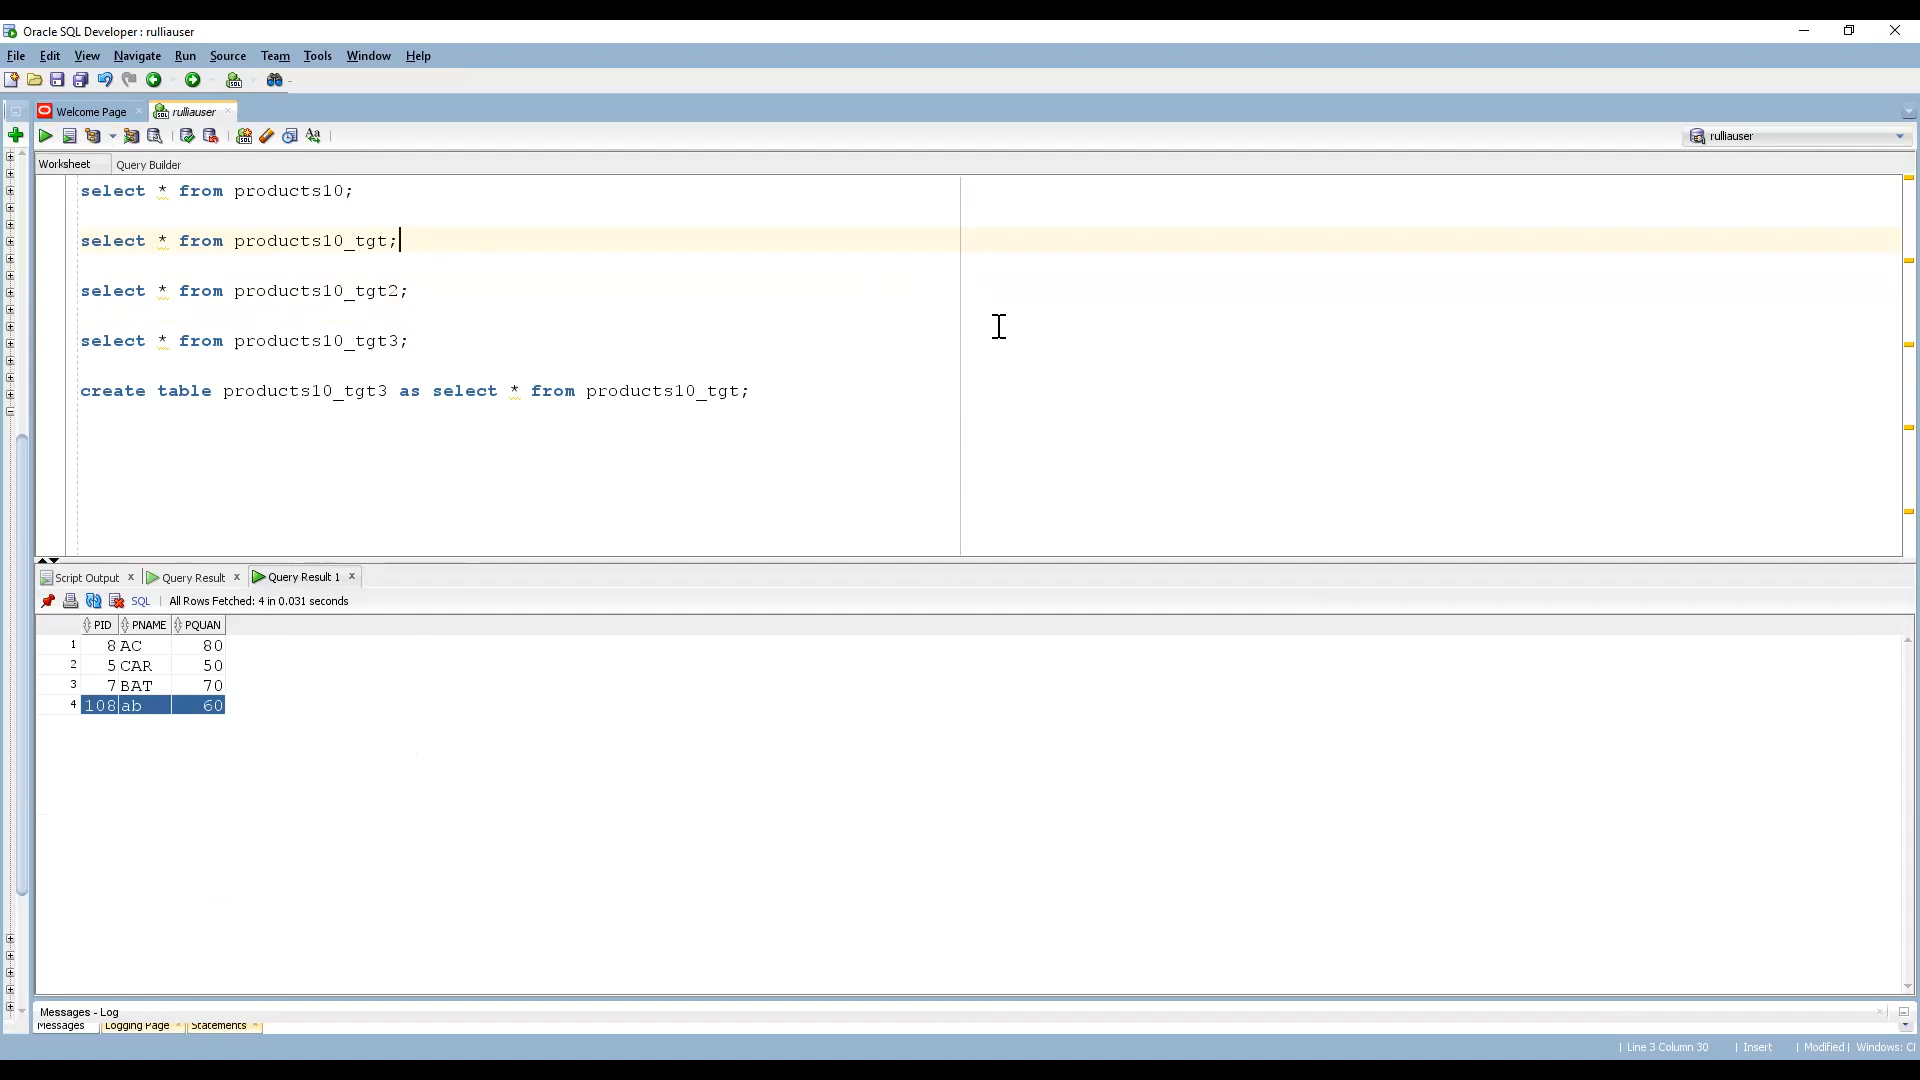 Oracle SQL Developer : rulliauser
File Edit View Navigate Run Source Team Tools Window Help
Welcome Page rulliauser
rulliauser
Worksheet Query Builder
select * from products10;
select * from products10_tgt;
select * from products10_tgt2;
select * from products10_tgt3;
create table products10_tgt3 as select * from products10_tgt;
Script Output x Query Result x Query Result 1 x
SQL | All Rows Fetched: 4 in 0.031 seconds
PID PNAME PQUAN
1 8 AC 80
2 5 CAR 50
3 7 BAT 70
4 108 ab 60
Messages - Log
Messages Logging Page Statements
| Line 3 Column 30 | Insert | Modified | Windows: Cl